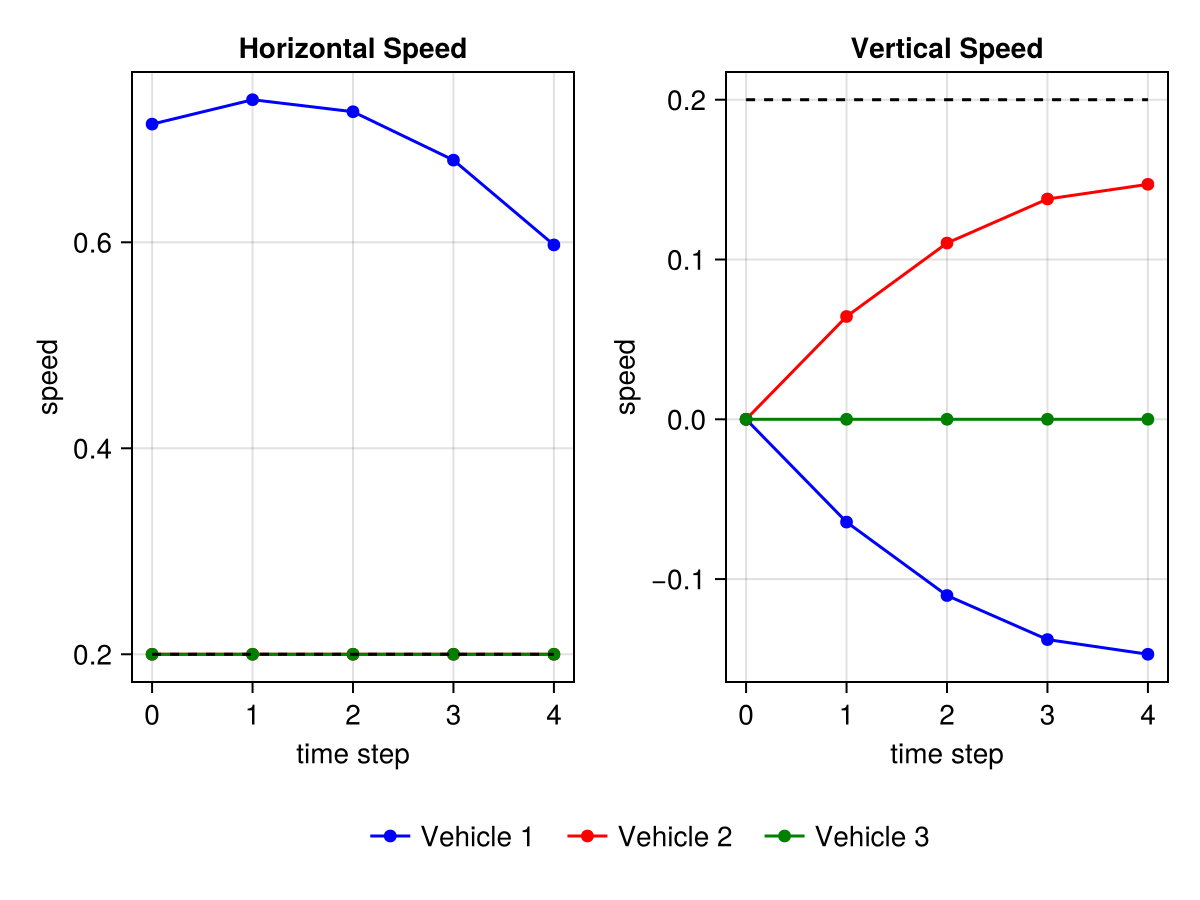 Horizontal Speed
speed
0.6
0.4
0.2
0 1 2 3 4
time step
Vertical Speed
speed
0.2
0.1
0.0
−0.1
0 1 2 3 4
time step
Vehicle 1 Vehicle 2 Vehicle 3